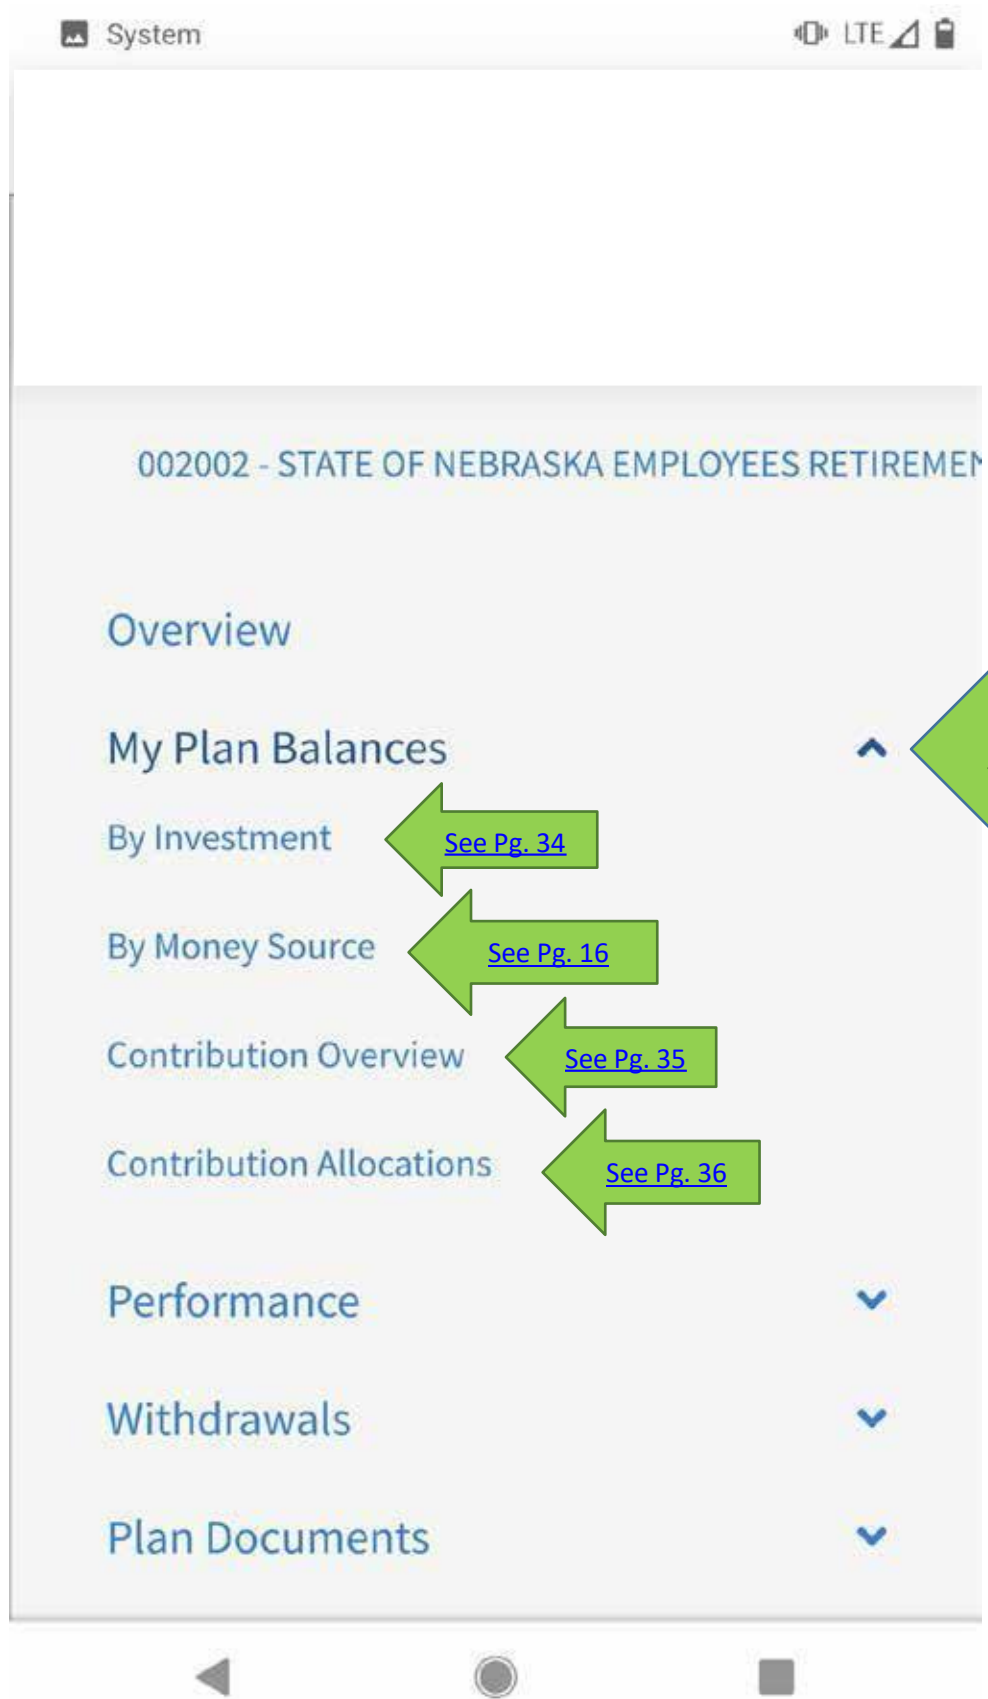 System LTE
002002 - STATE OF NEBRASKA EMPLOYEES
Overview
My Plan Balances
By Investment See Pg. 34
By Money Source See Pg. 16
Contribution Overview See Pg. 35
Contribution Allocations See Pg. 36
Performance
Withdrawals
Plan Documents